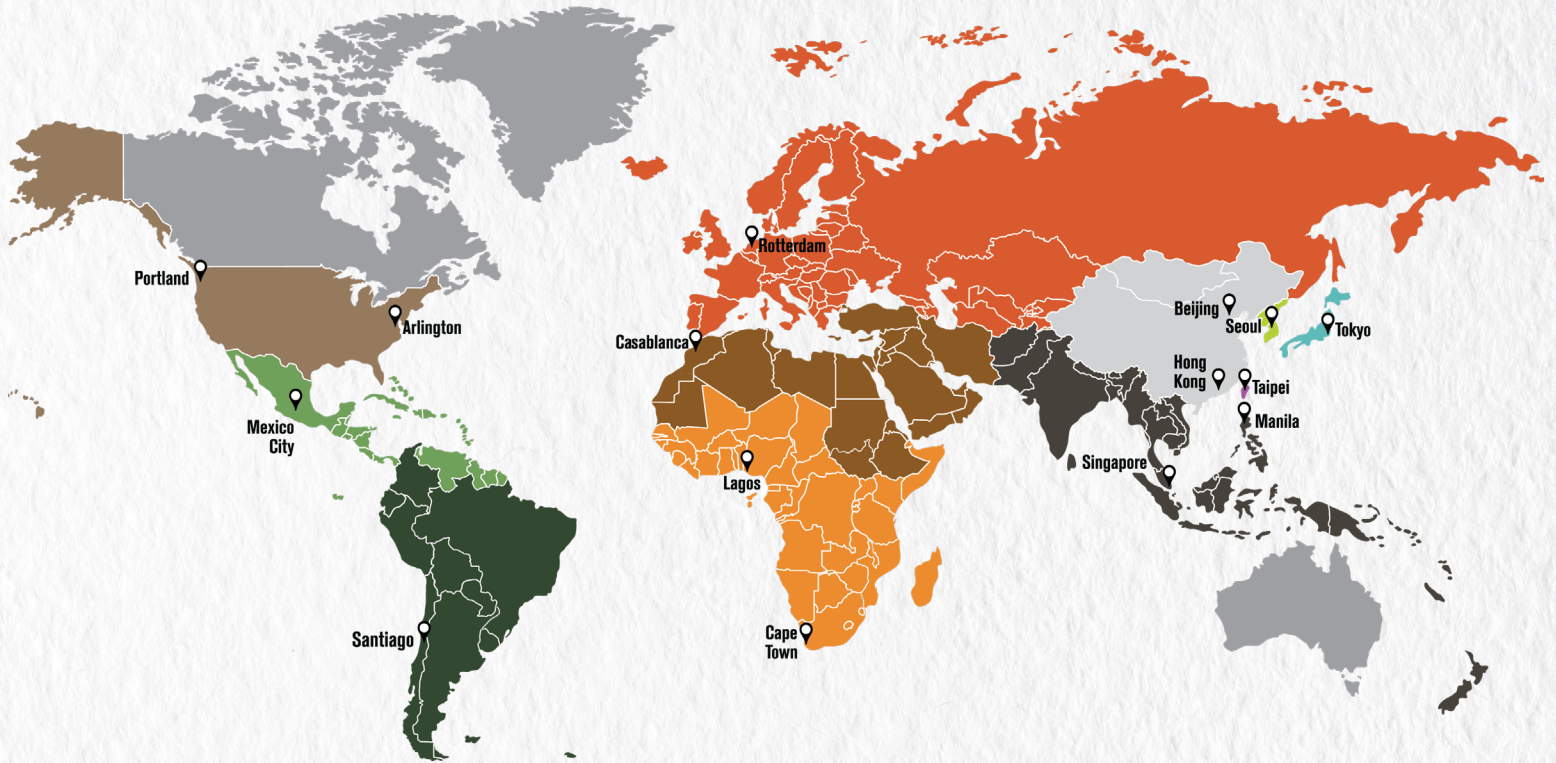 Portland
Arlington
Mexico
City
Santiago
Rotterdam
Casablanca
Lagos
Cape
Town
Beijing
Seoul
Tokyo
Hong
Kong
Taipei
Manila
Singapore